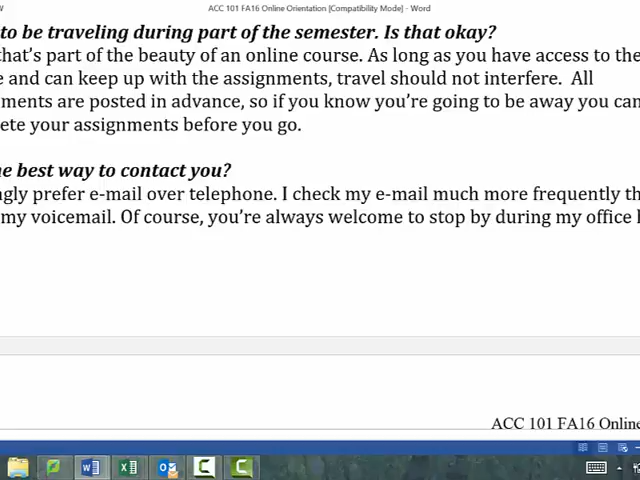 ACC 101 FA16 Online Orientation [Compatibility Mode] - Word
to be traveling during part of the semester. Is that okay?
that's part of the beauty of an online course. As long as you have access to the
and can keep up with the assignments, travel should not interfere. All
ments are posted in advance, so if you know you're going to be away you can
ete your assignments before you go.
ne best way to contact you?
ngly prefer e-mail over telephone. I check my e-mail much more frequently th
my voicemail. Of course, you're always welcome to stop by during my office
ACC 101 FA16 Online